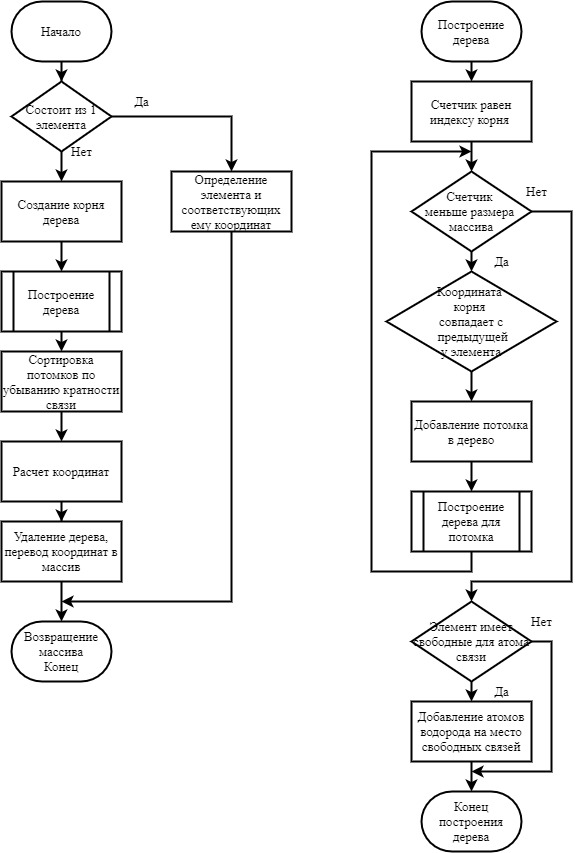 Начало
Состоит из 1
элемента
Да
Нет
Определение
элемента и
соответствующих
ему координат
Создание корня
дерева
Построение
дерева
Сортировка
потомков по
убыванию кратности
связи
Расчет координат
Удаление дерева,
перевод координат в
массив
Возвращение
массива
Конец
Построение
дерева
Счетчик равен
индексу корня
Счетчик
меньше размера
массива
Нет
Да
Координата
корня
совпадает с
предыдущей
у элемента
Добавление потомка
в дерево
Построение
дерева для
потомка
Элемент имеет
свободные для атома
связи
Нет
Да
Добавление атомов
водорода на место
свободных связей
Конец
построения
дерева